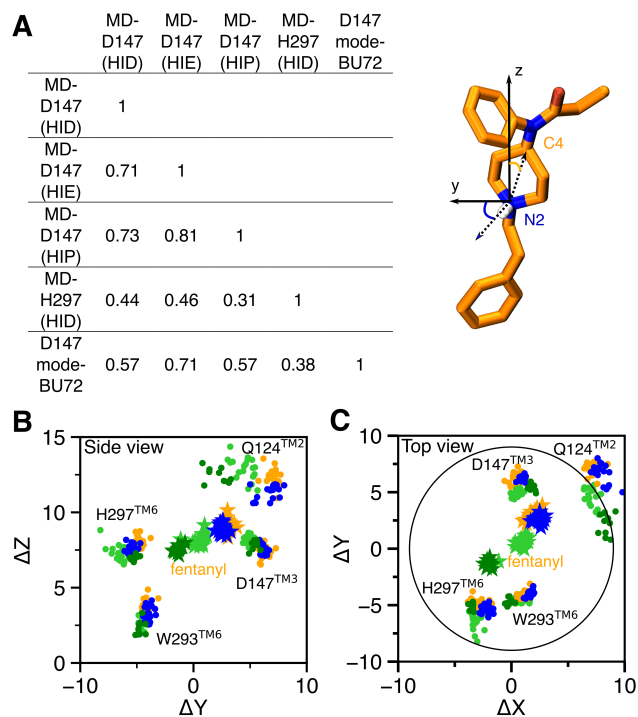 A
MD- MD- MD- MD- D147
D147 D147 D147 H297 mode-
(HID) (HIE) (HIP) (HID) BU72
MD-
D147 1
(HID)
MD-
D147 0.71 1
(HIE)
MD-
D147 0.73 0.81 1
(HIP)
MD-
H297 0.44 0.46 0.31 1
(HID)
D147
mode- 0.57 0.71 0.57 0.38 1
BU72
z
C4
y
N2
B
Side view
Q124TM2
H297TM6
fentanyl
D147TM3
W293TM6
15
10
5
0
ΔZ
−10 0 10
ΔY
C
Top view
Q124TM2
D147TM3
fentanyl
H297TM6
W293TM6
10
5
0
−5
−10
ΔY
−10 0 10
ΔX